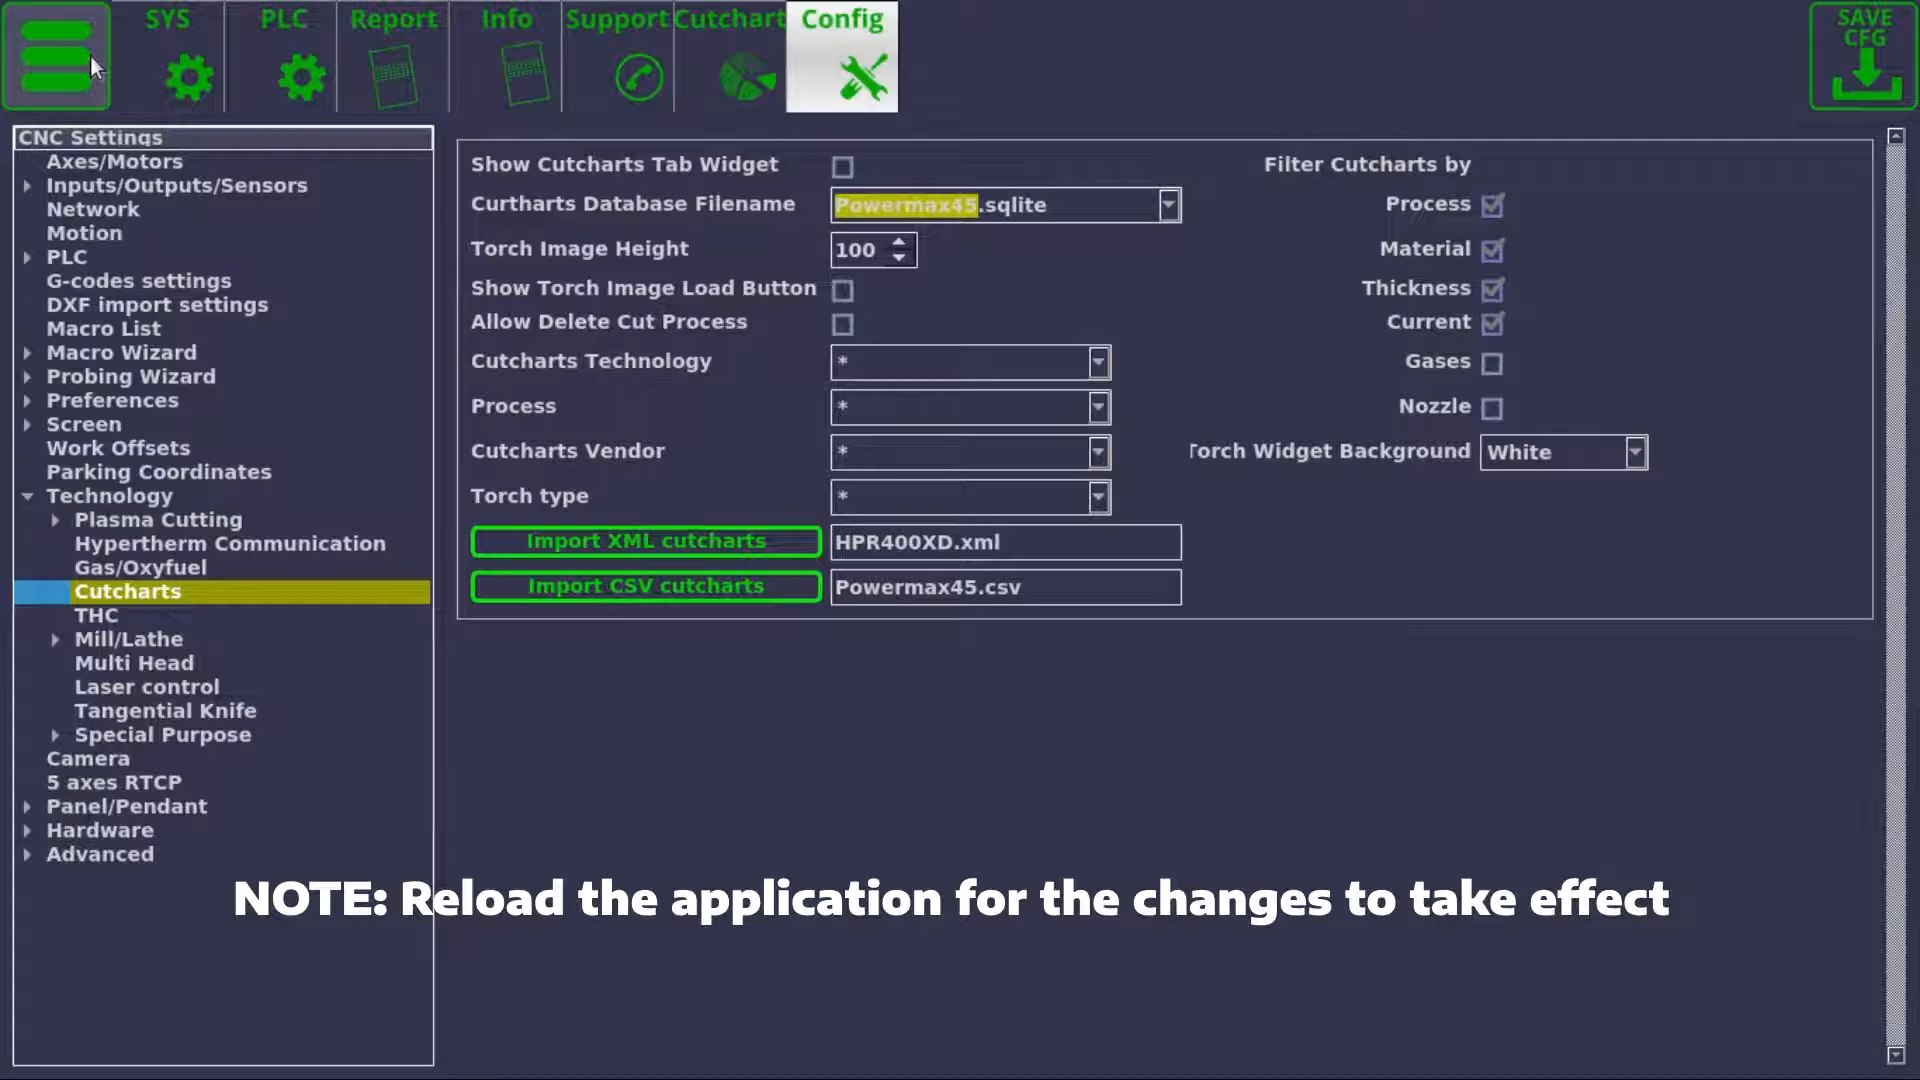 SYS
PLC
Report
Info
Support
Cutchart
Config
SAVE
CFG
CNC Settings
Axes/Motors
Inputs/Outputs/Sensors
Network
Motion
PLC
G-codes settings
DXF import settings
Macro List
Macro Wizard
Probing Wizard
Preferences
Screen
Work Offsets
Parking Coordinates
Technology
Plasma Cutting
Hypertherm Communication
Gas/Oxyfuel
Cutcharts
THC
Mill/Lathe
Multi Head
Laser control
Tangential Knife
Special Purpose
Camera
5 axes RTCP
Panel/Pendant
Hardware
Advanced
Show Cutcharts Tab Widget
Curtharts Database Filename Powermax45.sqlite
Torch Image Height 100
Show Torch Image Load Button
Allow Delete Cut Process
Cutcharts Technology *
Process *
Cutcharts Vendor *
Torch type *
Import XML cutcharts HPR400XD.xml
Import CSV cutcharts Powermax45.csv
Filter Cutcharts by
Process
Material
Thickness
Current
Gases
Nozzle
Torch Widget Background White
NOTE: Reload the application for the changes to take effect